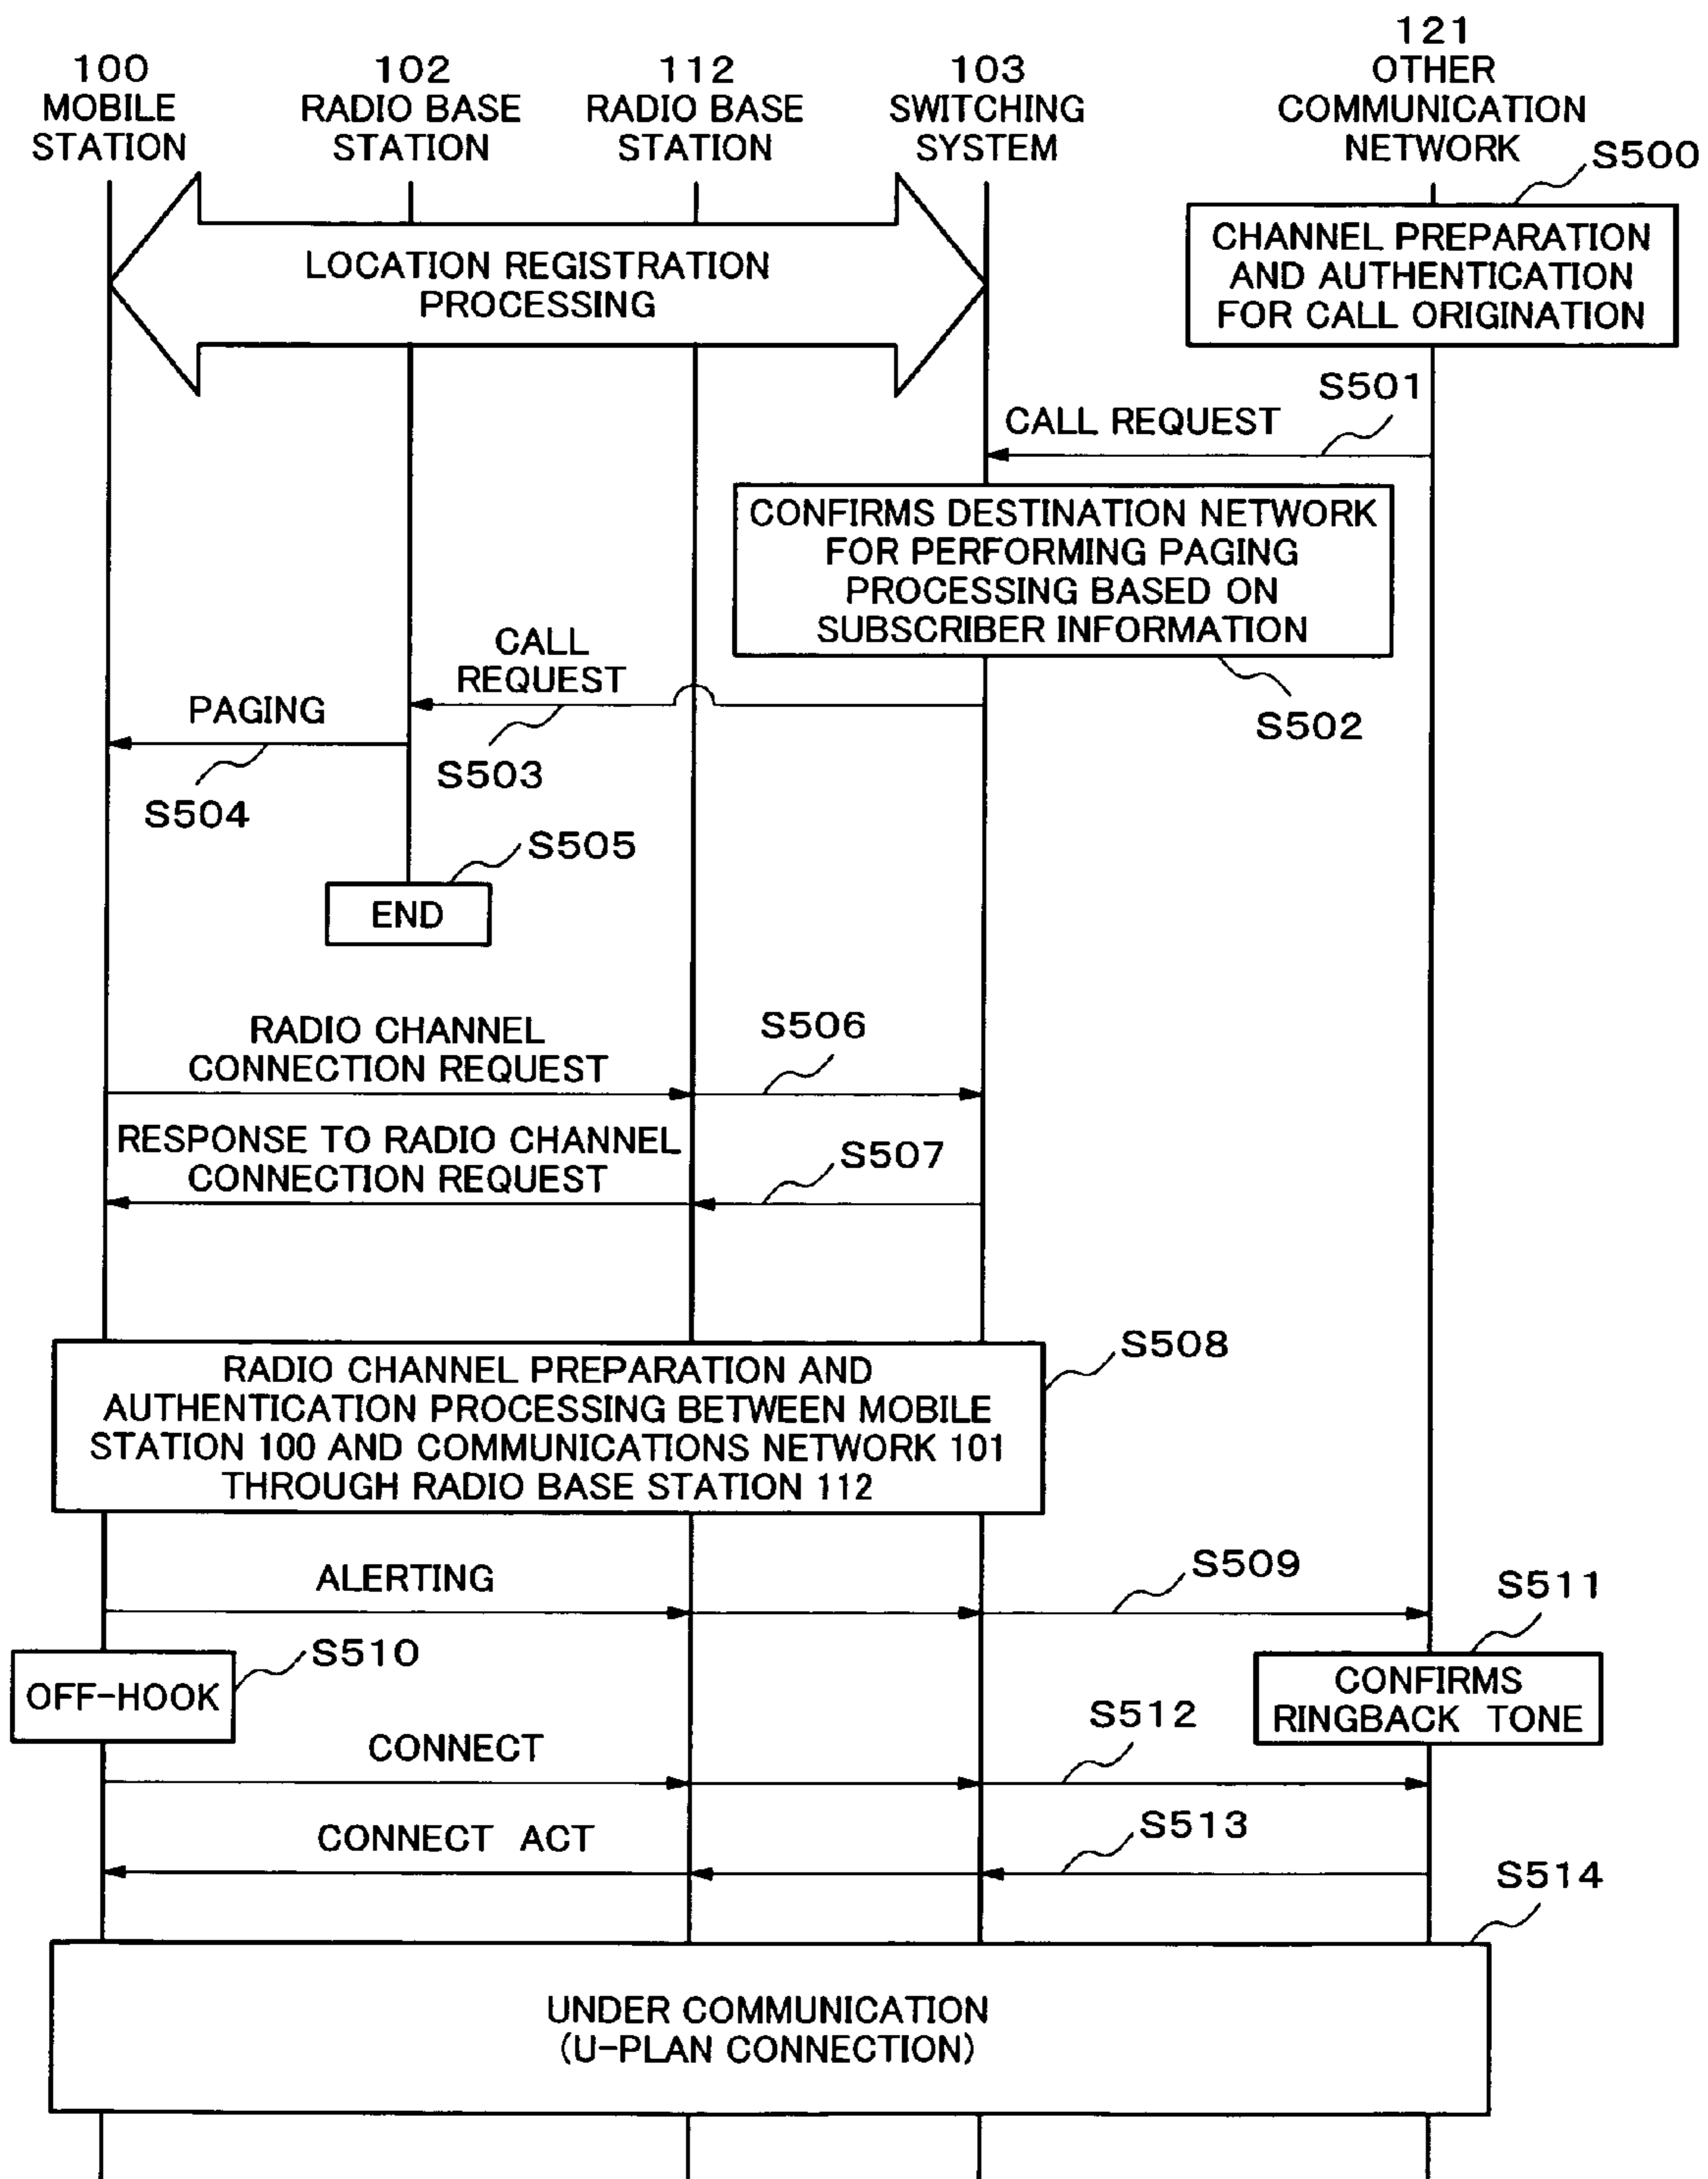 100
MOBILE
STATION
102
RADIO BASE
STATION
112
RADIO BASE
STATION
103
SWITCHING
SYSTEM
121
OTHER
COMMUNICATION
NETWORK
S500
LOCATION REGISTRATION
PROCESSING
CHANNEL PREPARATION
AND AUTHENTICATION
FOR CALL ORIGINATION
S501
CALL REQUEST
CONFIRMS DESTINATION NETWORK
FOR PERFORMING PAGING
PROCESSING BASED ON
SUBSCRIBER INFORMATION
S502
CALL
REQUEST
S503
PAGING
S504
S505
END
RADIO CHANNEL
CONNECTION REQUEST
S506
RESPONSE TO RADIO CHANNEL
CONNECTION REQUEST
S507
RADIO CHANNEL PREPARATION AND
AUTHENTICATION PROCESSING BETWEEN MOBILE
STATION 100 AND COMMUNICATIONS NETWORK 101
THROUGH RADIO BASE STATION 112
S508
ALERTING
S509
S510
OFF-HOOK
S511
CONFIRMS
RINGBACK TONE
CONNECT
S512
CONNECT ACT
S513
S514
UNDER COMMUNICATION
(U-PLAN CONNECTION)